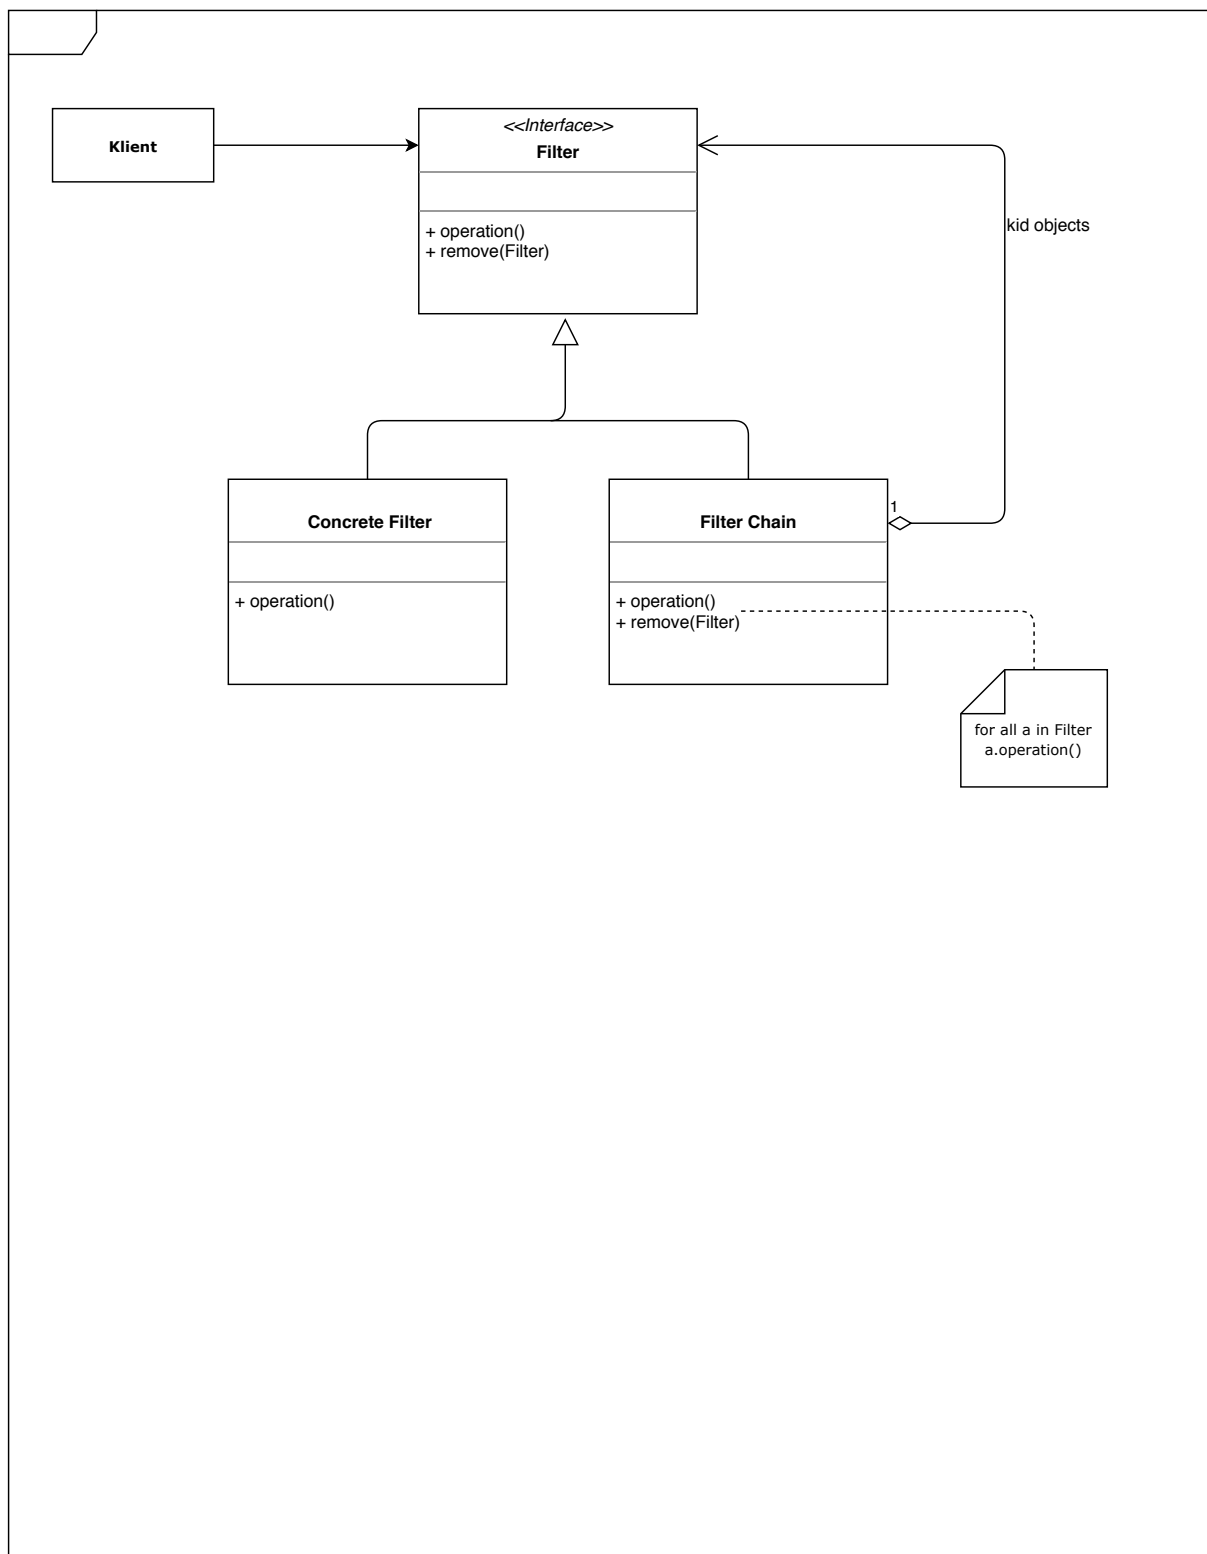 Klient
<<Interface>>
Filter
+ operation()
+ remove(Filter)
kid objects
Concrete Filter
+ operation()
Filter Chain
1
+ operation()
+ remove(Filter)
for all a in Filter
a.operation()